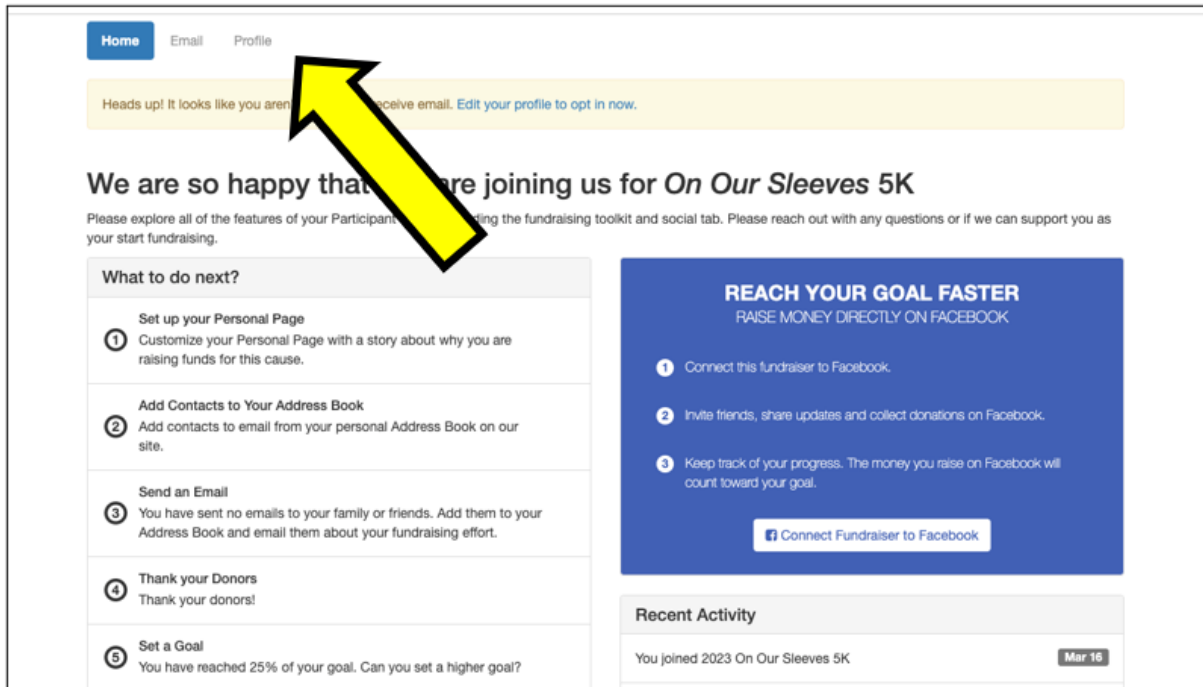 Home Email Profile
Heads up! It looks like you aren receive email. Edit your profile to opt in now.
We are so happy that are joining us for On Our Sleeves 5K
Please explore all of the features of your Participant ding the fundraising toolkit and social tab. Please reach out with any questions or if we can support you as
your start fundraising.
What to do next?
1 Set up your Personal Page
Customize your Personal Page with a story about why you are
raising funds for this cause.
2 Add Contacts to Your Address Book
Add contacts to email from your personal Address Book on our
site.
3 Send an Email
You have sent no emails to your family or friends. Add them to your
Address Book and email them about your fundraising effort.
4 Thank your Donors
Thank your donors!
5 Set a Goal
You have reached 25% of your goal. Can you set a higher goal?
REACH YOUR GOAL FASTER
RAISE MONEY DIRECTLY ON FACEBOOK
1 Connect this fundraiser to Facebook.
2 Invite friends, share updates and collect donations on Facebook.
3 Keep track of your progress. The money you raise on Facebook will
count toward your goal.
Connect Fundraiser to Facebook
Recent Activity
You joined 2023 On Our Sleeves 5K Mar 16